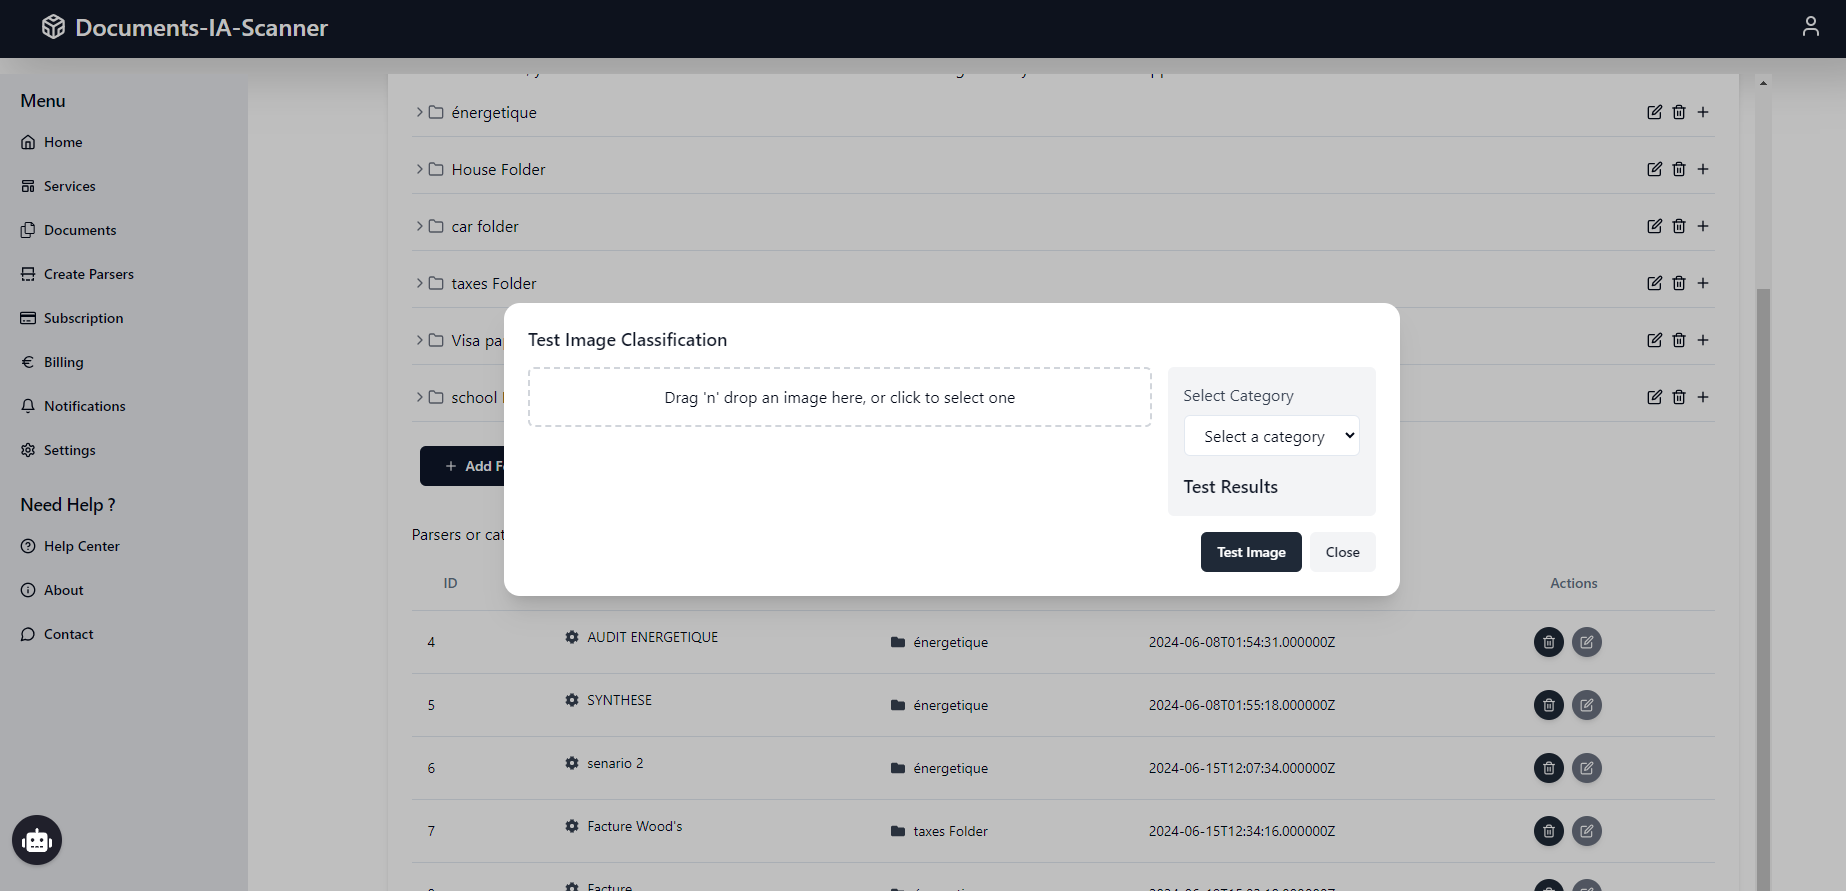 Documents-IA-Scanner
Menu
Home
Services
Documents
Create Parsers
Subscription
Billing
Notifications
Settings
Need Help ?
Help Center
About
Contact
énergetique
House Folder
car folder
taxes Folder
Visa
school
Add
Parsers or
Test Image Classification
Drag 'n' drop an image here, or click to select one
Select Category
Select a category
Test Results
Test Image
Close
ID Actions
4 AUDIT ENERGETIQUE énergetique 2024-06-08T01:54:31.000000Z
5 SYNTHESE énergetique 2024-06-08T01:55:18.000000Z
6 senario 2 énergetique 2024-06-15T12:07:34.000000Z
7 Facture Wood's taxes Folder 2024-06-15T12:34:16.000000Z
Facture énergetique